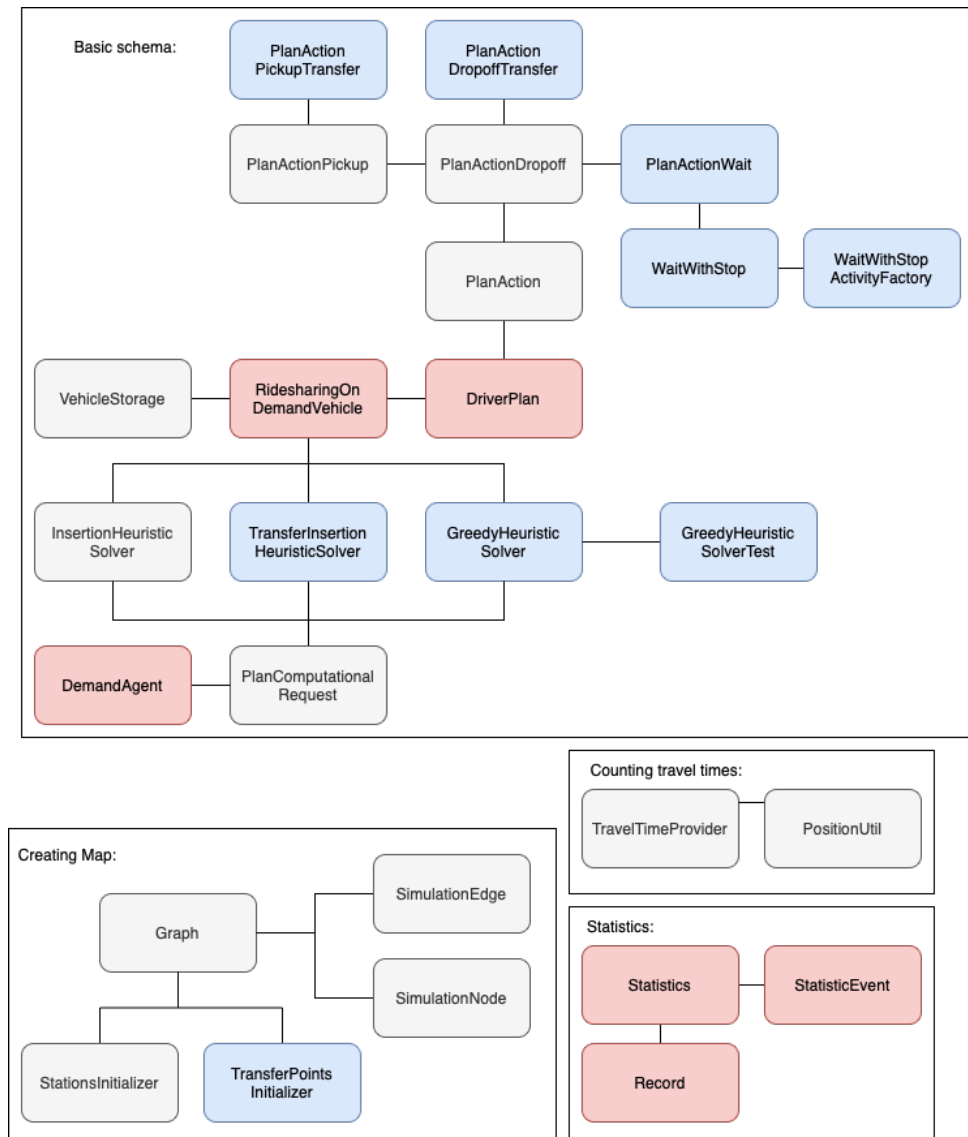 Basic schema:
PlanAction
PickupTransfer
PlanAction
DropoffTransfer
PlanActionPickup
PlanActionDropoff
PlanActionWait
WaitWithStop
WaitWithStop
ActivityFactory
PlanAction
VehicleStorage
RidesharingOn
DemandVehicle
DriverPlan
InsertionHeuristic
Solver
TransferInsertion
HeuristicSolver
GreedyHeuristic
Solver
GreedyHeuristic
SolverTest
DemandAgent
PlanComputational
Request
Counting travel times:
TravelTimeProvider
PositionUtil
Creating Map:
Graph
SimulationEdge
SimulationNode
StationsInitializer
TransferPoints
Initializer
Statistics:
Statistics
StatisticEvent
Record